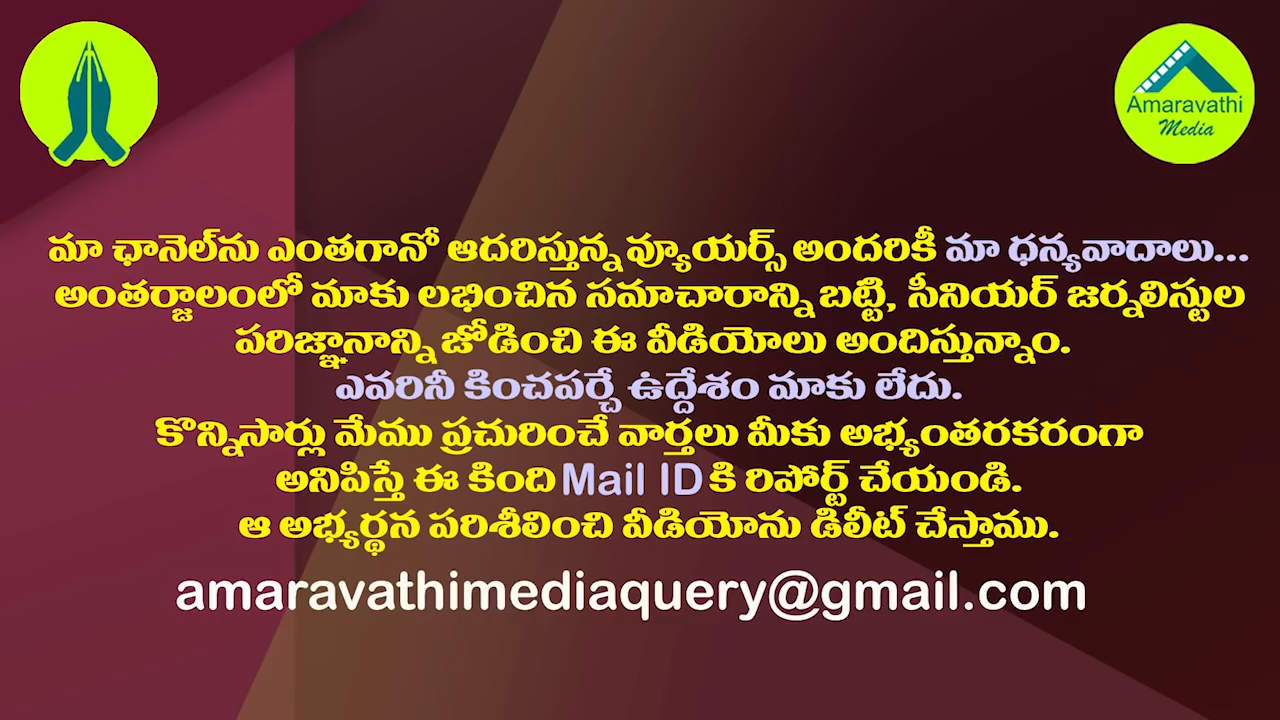 Amaravathi
Media
మా ఛానెల్‌ను ఎంతగానో ఆదరిస్తున్న వ్యూయర్స్ అందరికీ మా ధన్యవాదాలు...
అంతర్జాలంలో మాకు లభించిన సమాచారాన్ని బట్టి, సీనియర్ జర్నలిస్టుల
పరిజ్ఞానాన్ని జోడించి ఈ వీడియోలు అందిస్తున్నాం.
ఎవరినీ కించపర్చే ఉద్దేశం మాకు లేదు.
కొన్నిసార్లు మేము ప్రచురించే వార్తలు మీకు అభ్యంతరకరంగా
అనిపిస్తే ఈ కింది Mail ID కి రిపోర్ట్ చేయండి.
ఆ అభ్యర్థన పరిశీలించి వీడియోను డిలీట్ చేస్తాము.
amaravathimediaquery@gmail.com